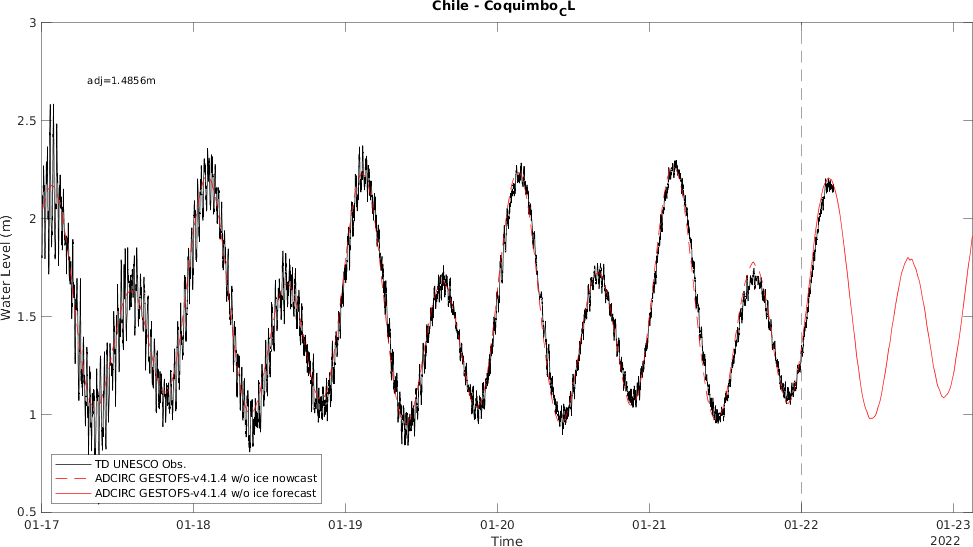 Chile - Coquimbo_CL
3
adj=1.4856m
2.5
2
Water Level (m)
1.5
1
TD UNESCO Obs.
ADCIRC GESTOFS-v4.1.4 w/o ice nowcast
ADCIRC GESTOFS-v4.1.4 w/o ice forecast
0.5
01-17 01-18 01-19 01-20 01-21 01-22 01-23
Time 2022